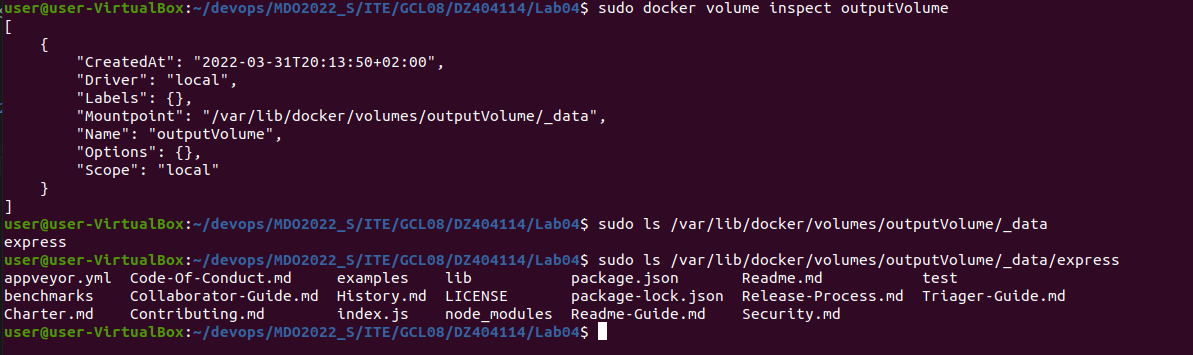 user@user-VirtualBox:~/devops/MDO2022_S/ITE/GCL08/DZ404114/Lab04$ sudo docker volume inspect outputVolume
[
    {
        "CreatedAt": "2022-03-31T20:13:50+02:00",
        "Driver": "local",
        "Labels": {},
        "Mountpoint": "/var/lib/docker/volumes/outputVolume/_data",
        "Name": "outputVolume",
        "Options": {},
        "Scope": "local"
    }
]
user@user-VirtualBox:~/devops/MDO2022_S/ITE/GCL08/DZ404114/Lab04$ sudo ls /var/lib/docker/volumes/outputVolume/_data
express
user@user-VirtualBox:~/devops/MDO2022_S/ITE/GCL08/DZ404114/Lab04$ sudo ls /var/lib/docker/volumes/outputVolume/_data/express
appveyor.yml  Code-Of-Conduct.md     examples    lib           package.json       Readme.md           test
benchmarks    Collaborator-Guide.md  History.md  LICENSE       package-lock.json  Release-Process.md  Triager-Guide.md
Charter.md    Contributing.md        index.js    node_modules  Readme-Guide.md    Security.md
user@user-VirtualBox:~/devops/MDO2022_S/ITE/GCL08/DZ404114/Lab04$